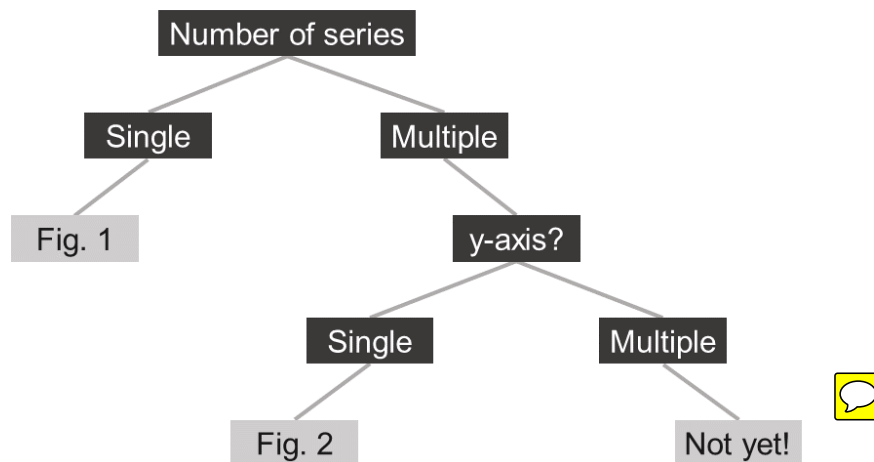 Number of series
Single
Multiple
Fig. 1
y-axis?
Single
Multiple
Fig. 2
Not yet!